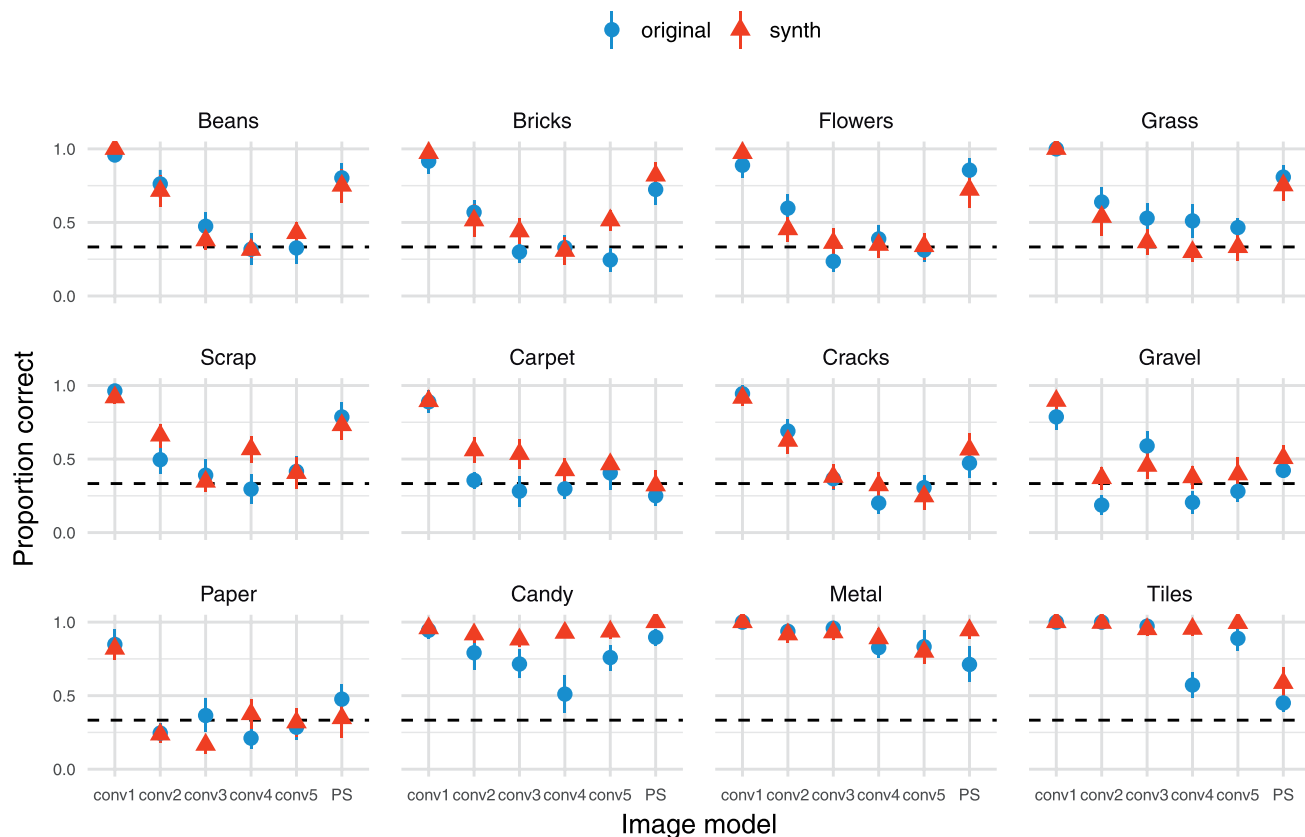 original synth
Beans Bricks Flowers Grass
1.0
0.5
0.0
Scrap Carpet Cracks Gravel
1.0
0.5
0.0
Paper Candy Metal Tiles
1.0
0.5
0.0
conv1 conv2 conv3 conv4 conv5 PS conv1 conv2 conv3 conv4 conv5 PS conv1 conv2 conv3 conv4 conv5 PS conv1 conv2 conv3 conv4 conv5 PS
Proportion correct
Image model